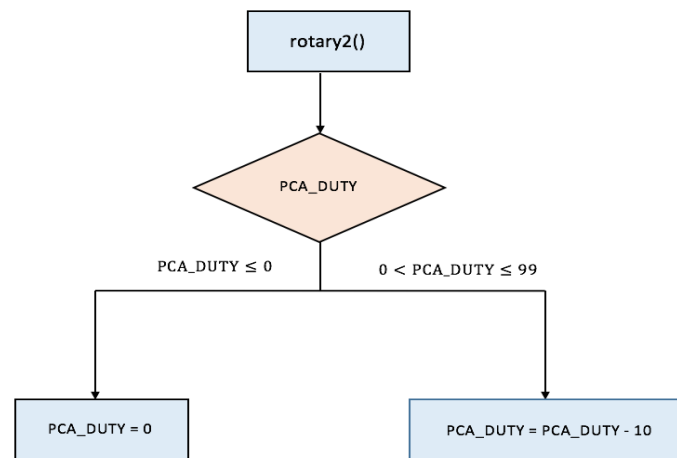 rotary2()
PCA_DUTY
PCA_DUTY ≤ 0
0 < PCA_DUTY ≤ 99
PCA_DUTY = 0
PCA_DUTY = PCA_DUTY - 10